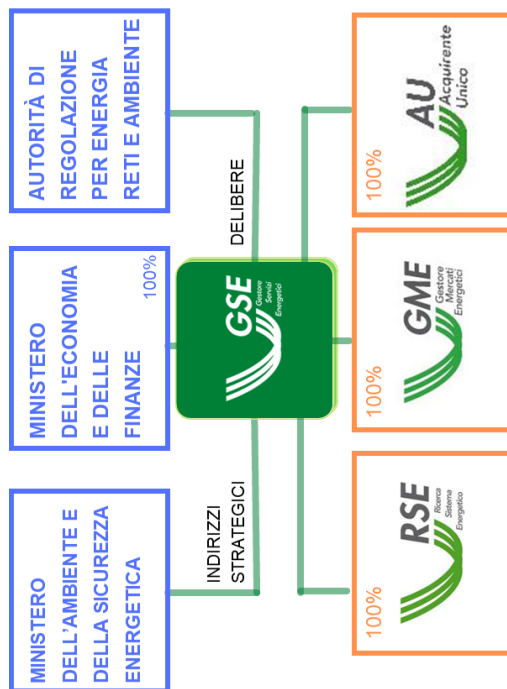 MINISTERO
DELL'AMBIENTE E
DELLA SICUREZZA
ENERGETICA
MINISTERO
DELL'ECONOMIA
E DELLE
FINANZE
100%
AUTORITÀ DI
REGOLAZIONE
PER ENERGIA
RETI E AMBIENTE
INDIRIZZI
STRATEGICI
DELIBERE
GSE
Gestore
Servizi
Energetici
100%
RSE
Ricerca
Sistema
Energetico
100%
GME
Gestore
Mercati
Energetici
100%
AU
Acquirente
Unico